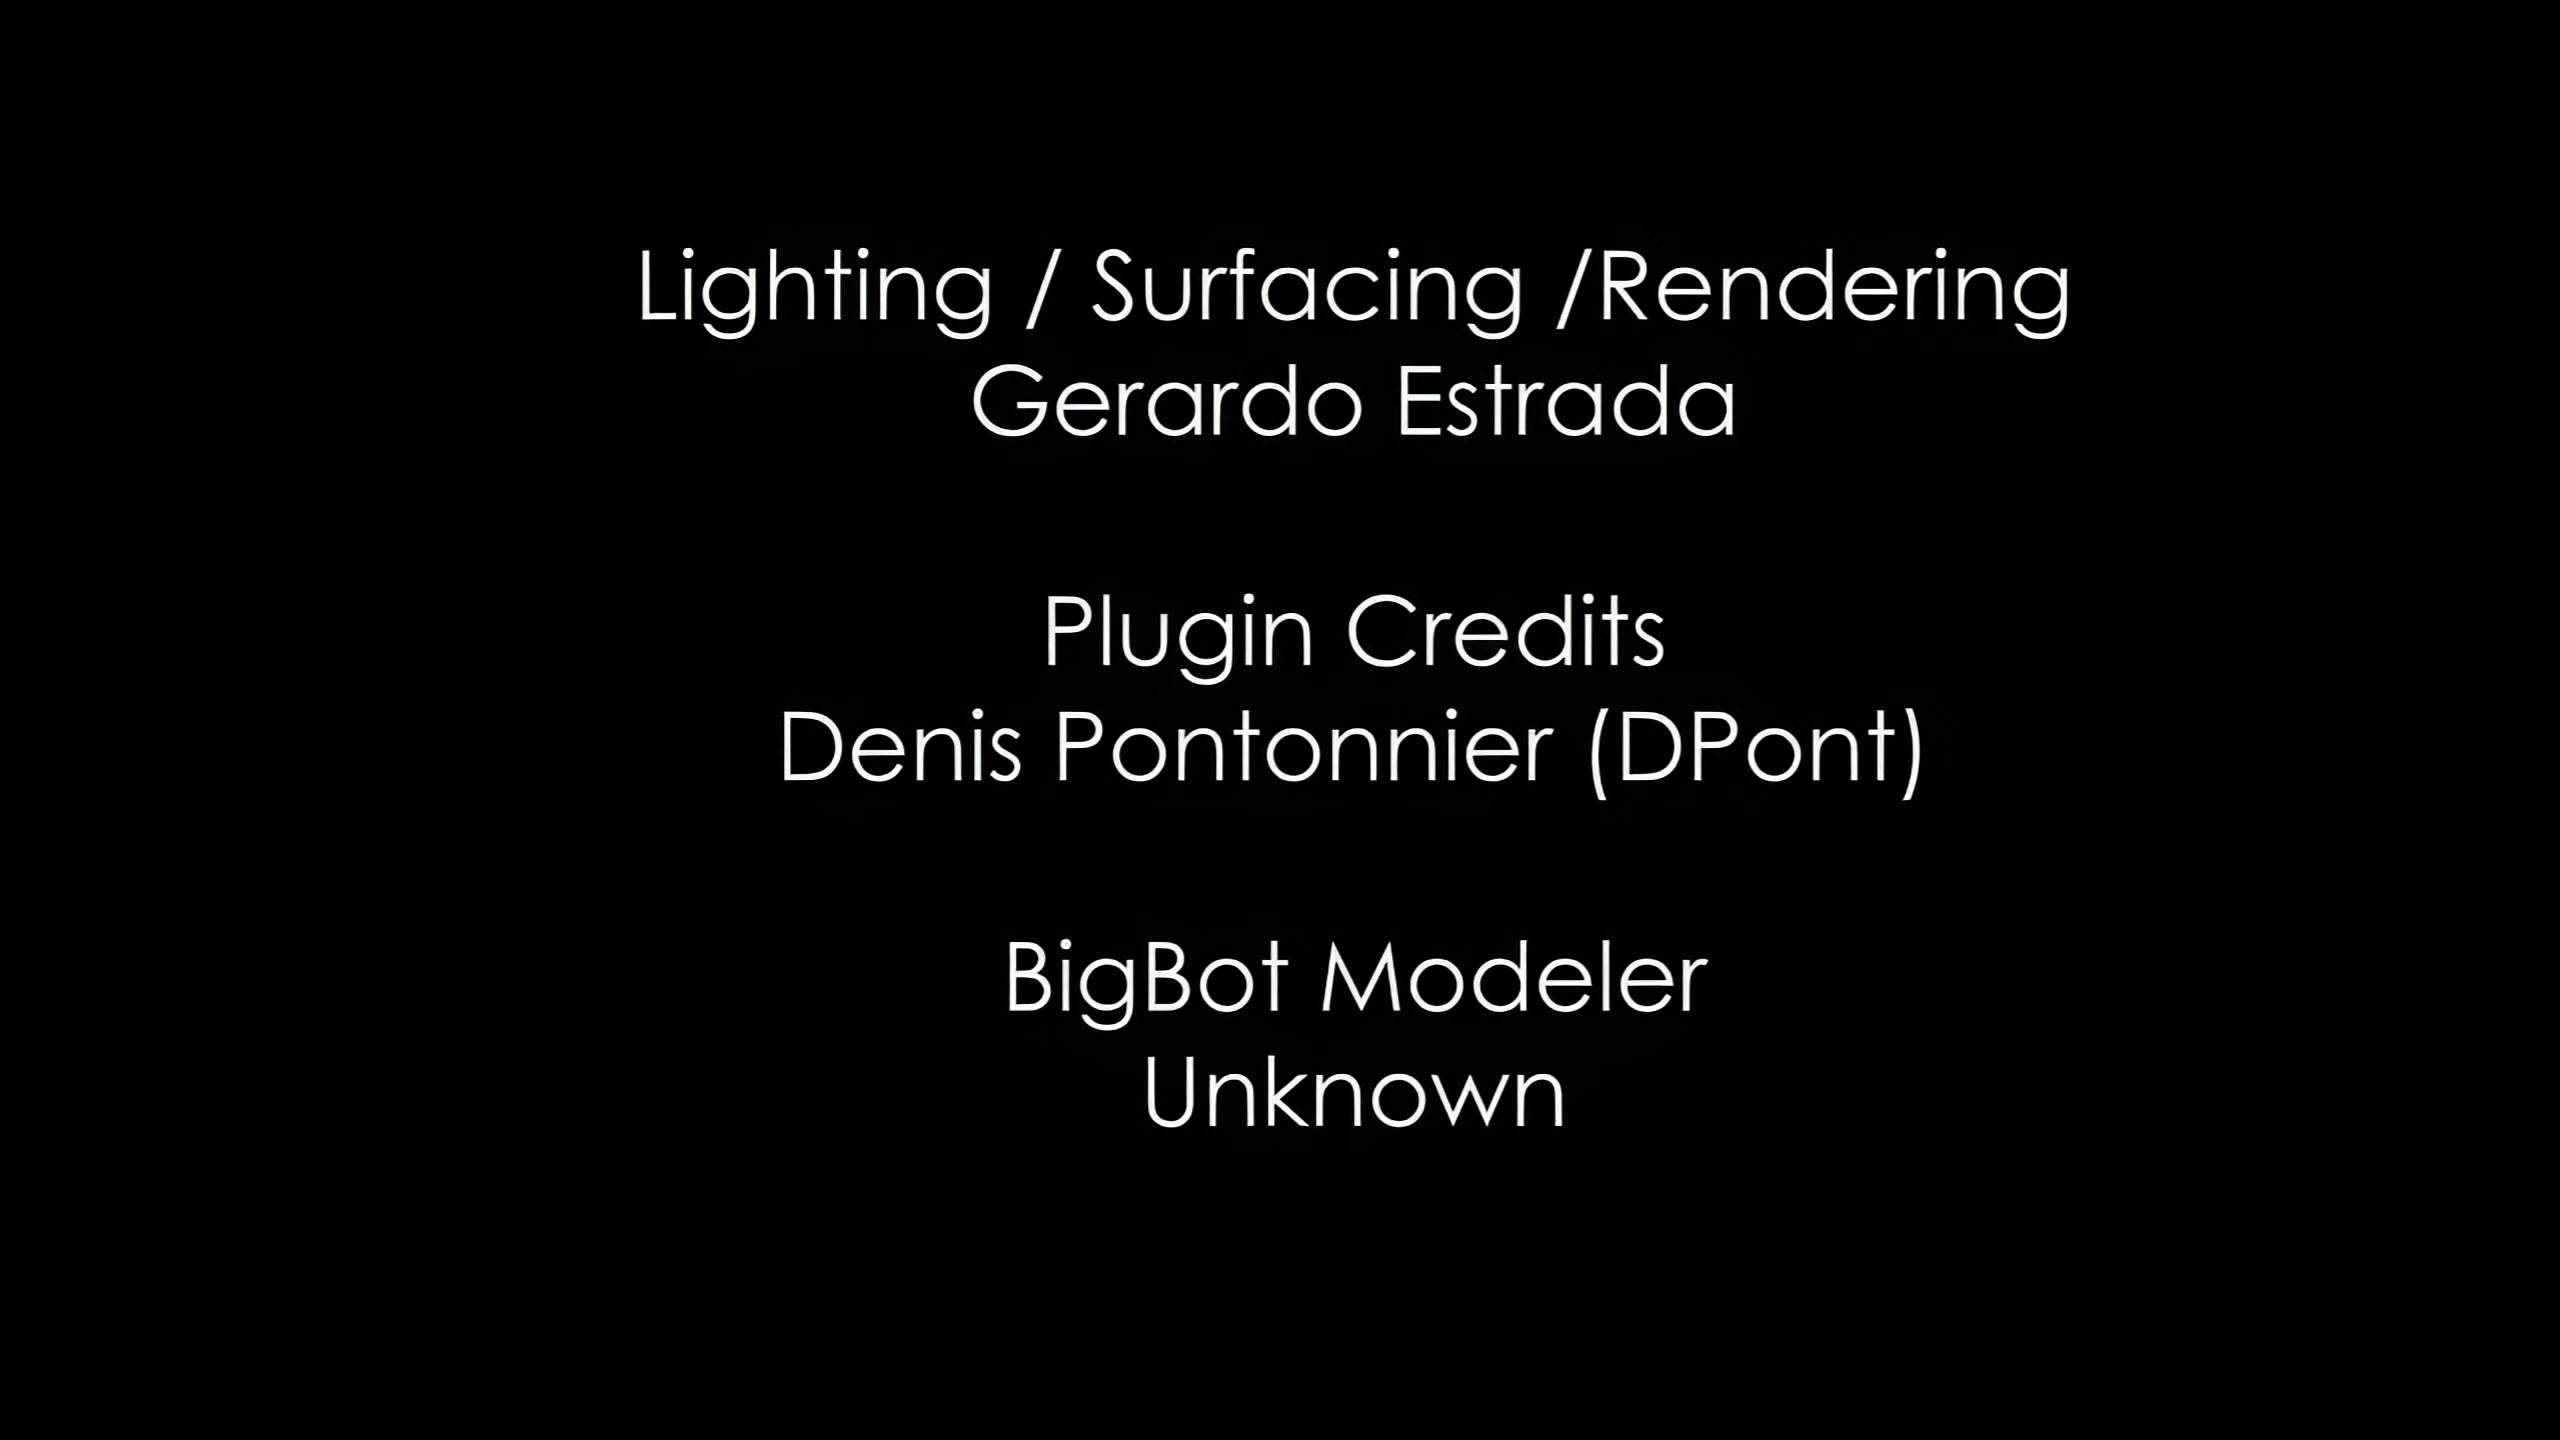 Lighting / Surfacing /Rendering
Gerardo Estrada
Plugin Credits
Denis Pontonnier (DPont)
BigBot Modeler
Unknown